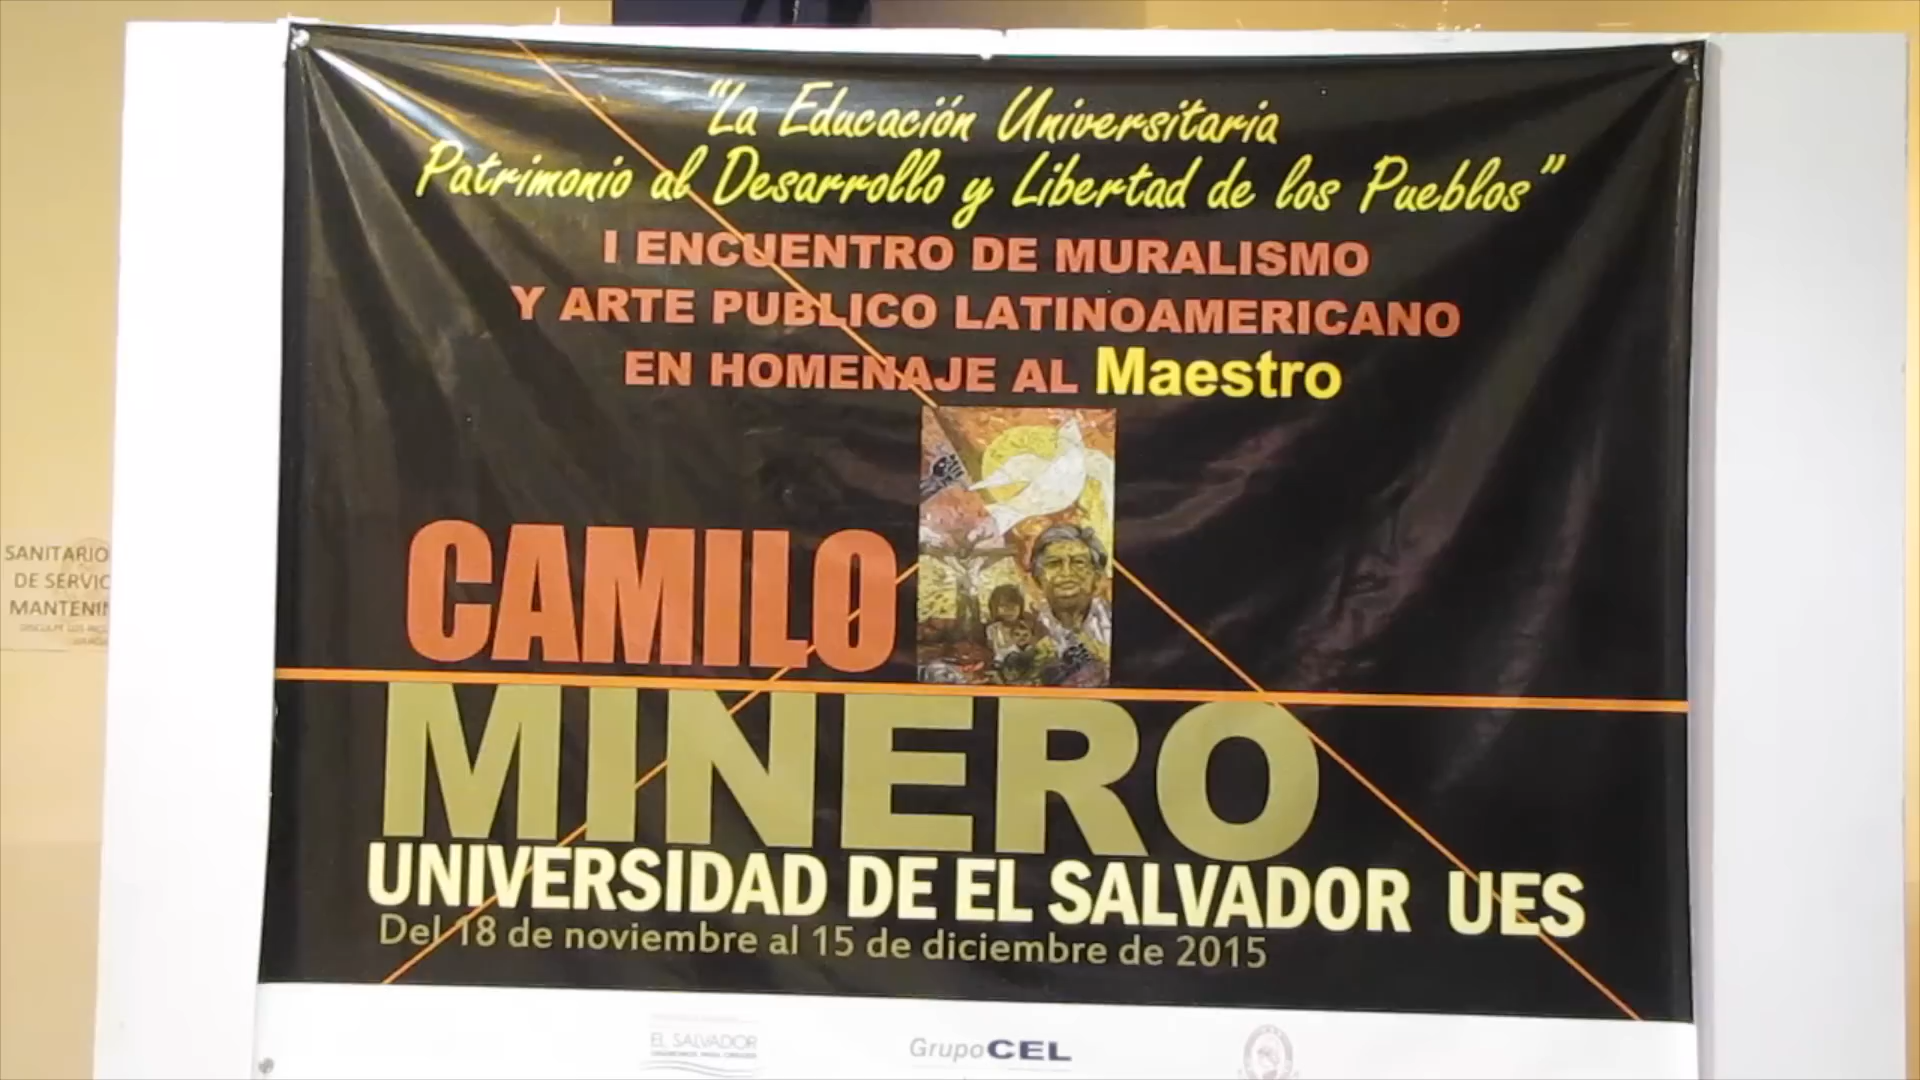 "La Educación Universitaria
Patrimonio al Desarrollo y Libertad de los Pueblos"
I ENCUENTRO DE MURALISMO
Y ARTE PUBLICO LATINOAMERICANO
EN HOMENAJE AL Maestro
CAMILO
MINERO
UNIVERSIDAD DE EL SALVADOR UES
Del 18 de noviembre al 15 de diciembre de 2015
EL SALVADOR
GrupoCEL
SANITARIO
DE SERVIC
MANTENIM